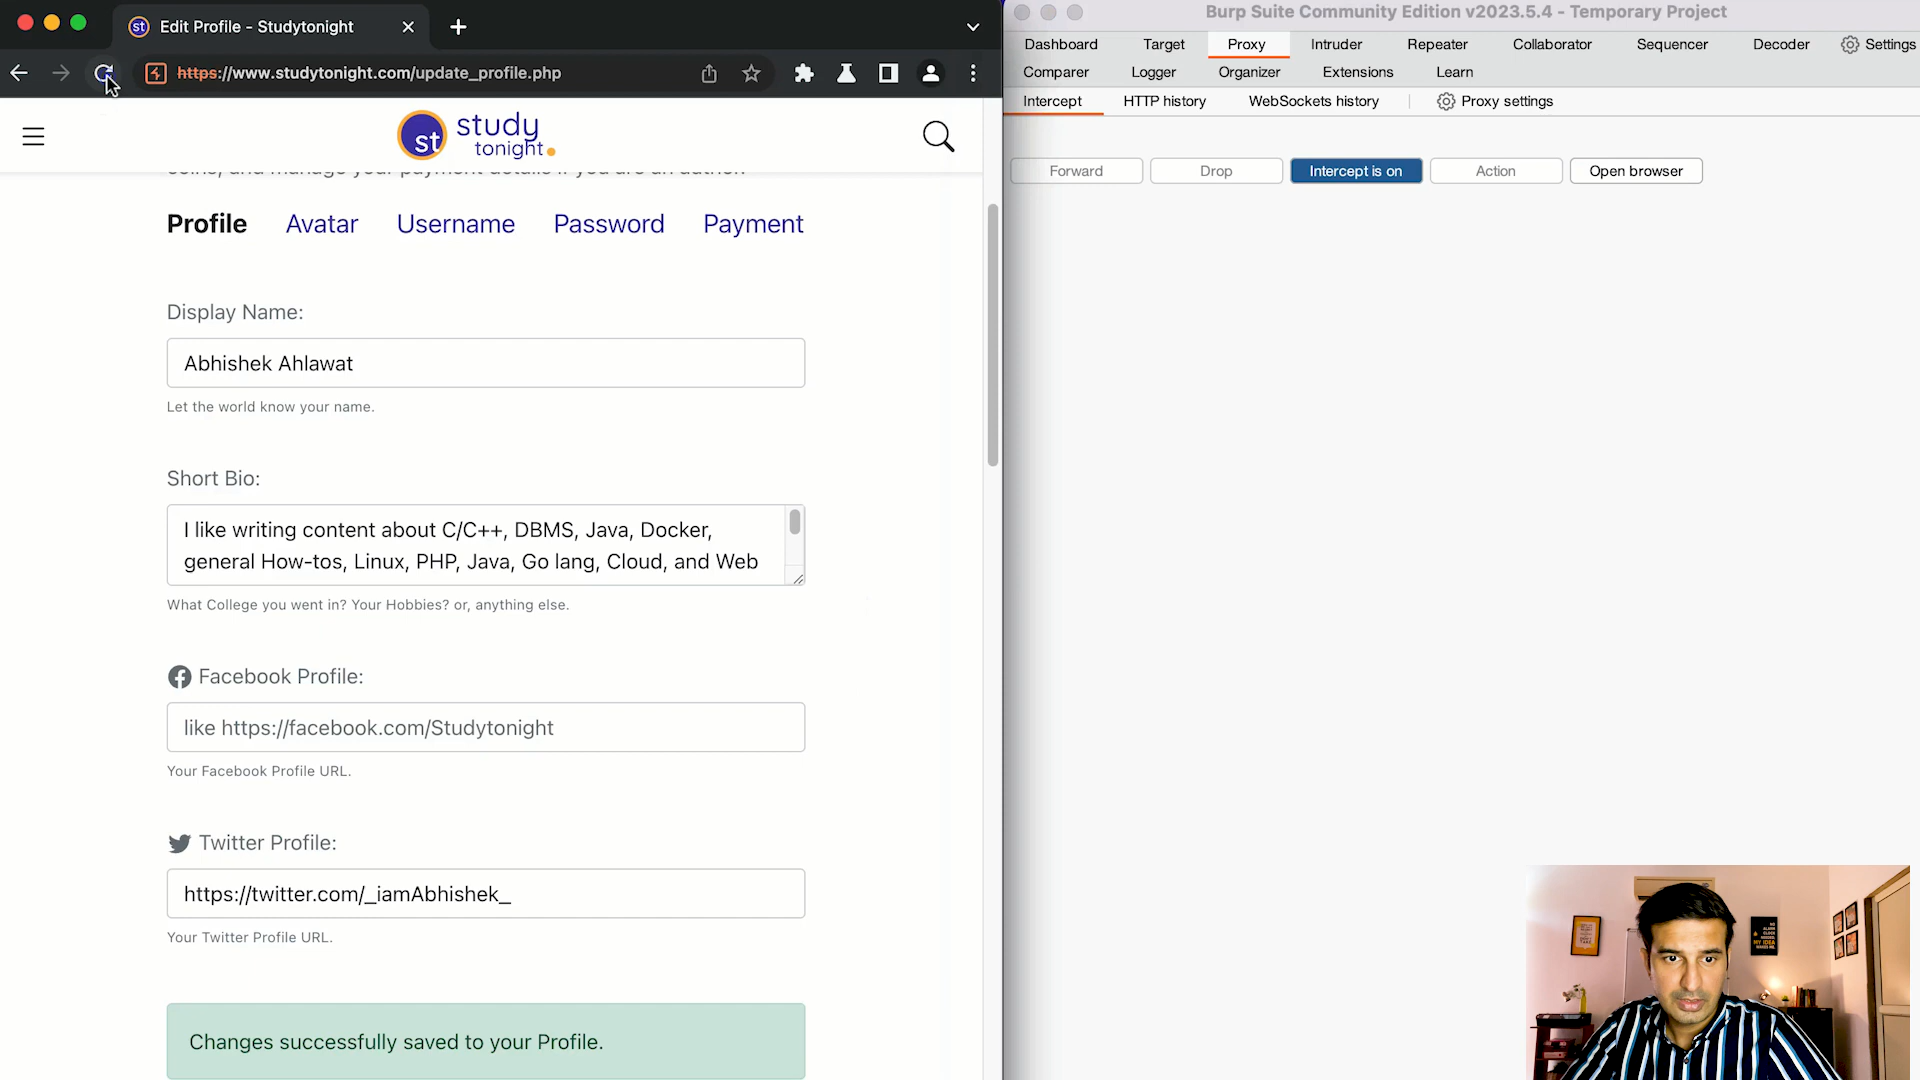 Edit Profile - Studytonight
https://www.studytonight.com/update_profile.php
st
study
tonight
Profile Avatar Username Password Payment
Display Name:
Abhishek Ahlawat
Let the world know your name.
Short Bio:
I like writing content about C/C++, DBMS, Java, Docker,
general How-tos, Linux, PHP, Java, Go lang, Cloud, and Web
What College you went in? Your Hobbies? or, anything else.
Facebook Profile:
like https://facebook.com/Studytonight
Your Facebook Profile URL.
Twitter Profile:
https://twitter.com/_iamAbhishek_
Your Twitter Profile URL.
Changes successfully saved to your Profile.
Burp Suite Community Edition v2023.5.4 - Temporary Project
Dashboard Target Proxy Intruder Repeater Collaborator Sequencer Decoder Settings
Comparer Logger Organizer Extensions Learn
Intercept HTTP history WebSockets history Proxy settings
Forward Drop Intercept is on Action Open browser